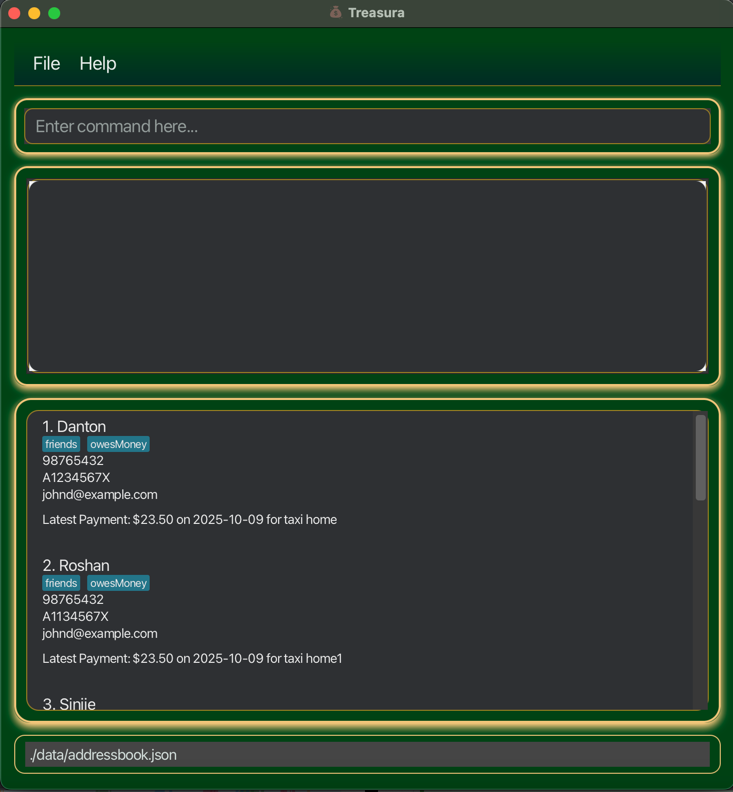 Treasura
File Help
Enter command here...
1. Danton
friends owesMoney
98765432
A1234567X
johnd@example.com
Latest Payment: $23.50 on 2025-10-09 for taxi home
2. Roshan
friends owesMoney
98765432
A1134567X
johnd@example.com
Latest Payment: $23.50 on 2025-10-09 for taxi home1
3. Sinjie
./data/addressbook.json